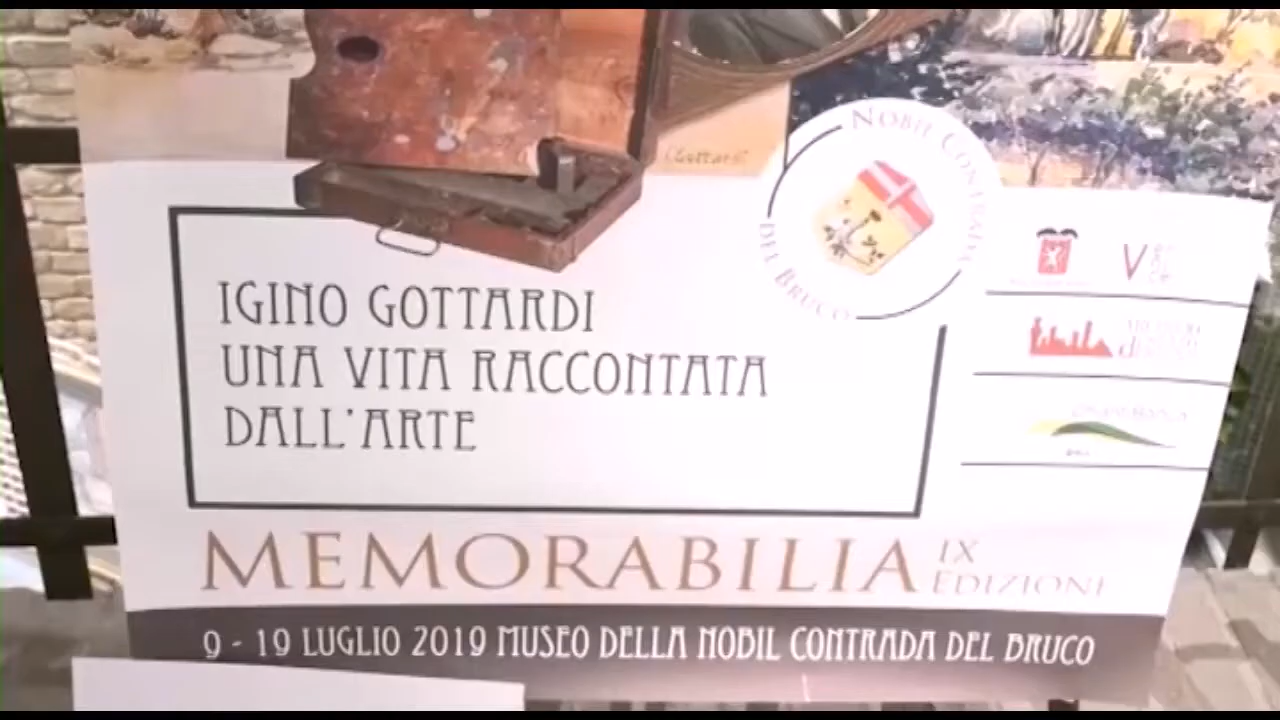 Gottardi
NOBIL CONTRADA
DEL BRUCO
IGINO GOTTARDI
UNA VITA RACCONTATA
DALL'ARTE
MEMORABILIA IX
EDIZIONE
9 - 19 LUGLIO 2019 MUSEO DELLA NOBIL CONTRADA DEL BRUCO